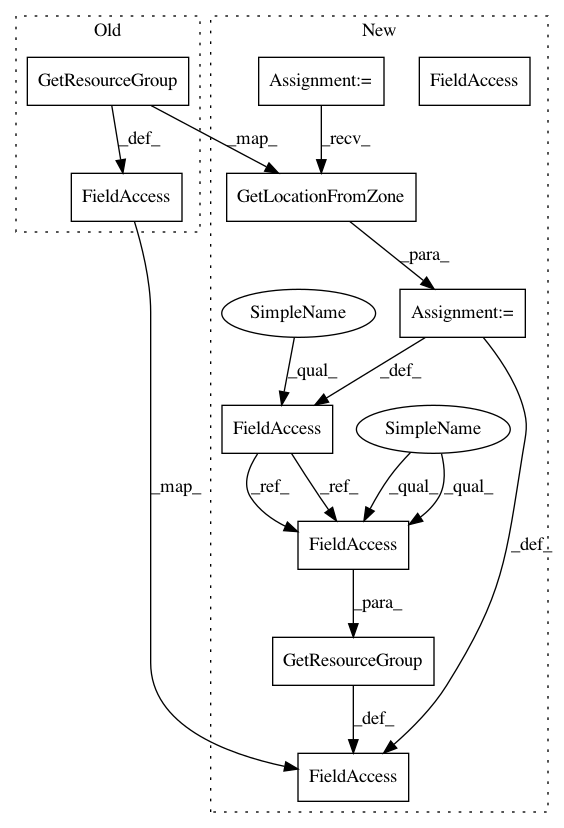 Old
New
GetResourceGroup
Assignment:=
FieldAccess
_def_
_map_
_recv_
FieldAccess
GetLocationFromZone
_para_
SimpleName
Assignment:=
_qual_
_def_
FieldAccess
SimpleName
_map_
_ref_
_ref_
_qual_
_qual_
FieldAccess
_def_
_para_
GetResourceGroup
_def_
FieldAccess